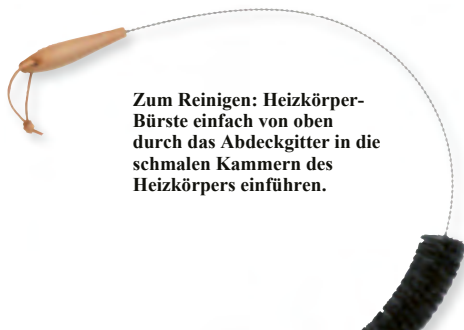 Zum Reinigen: Heizkörper-
Bürste einfach von oben
durch das Abdeckgitter in die
schmalen Kammern des
Heizkörpers einführen.